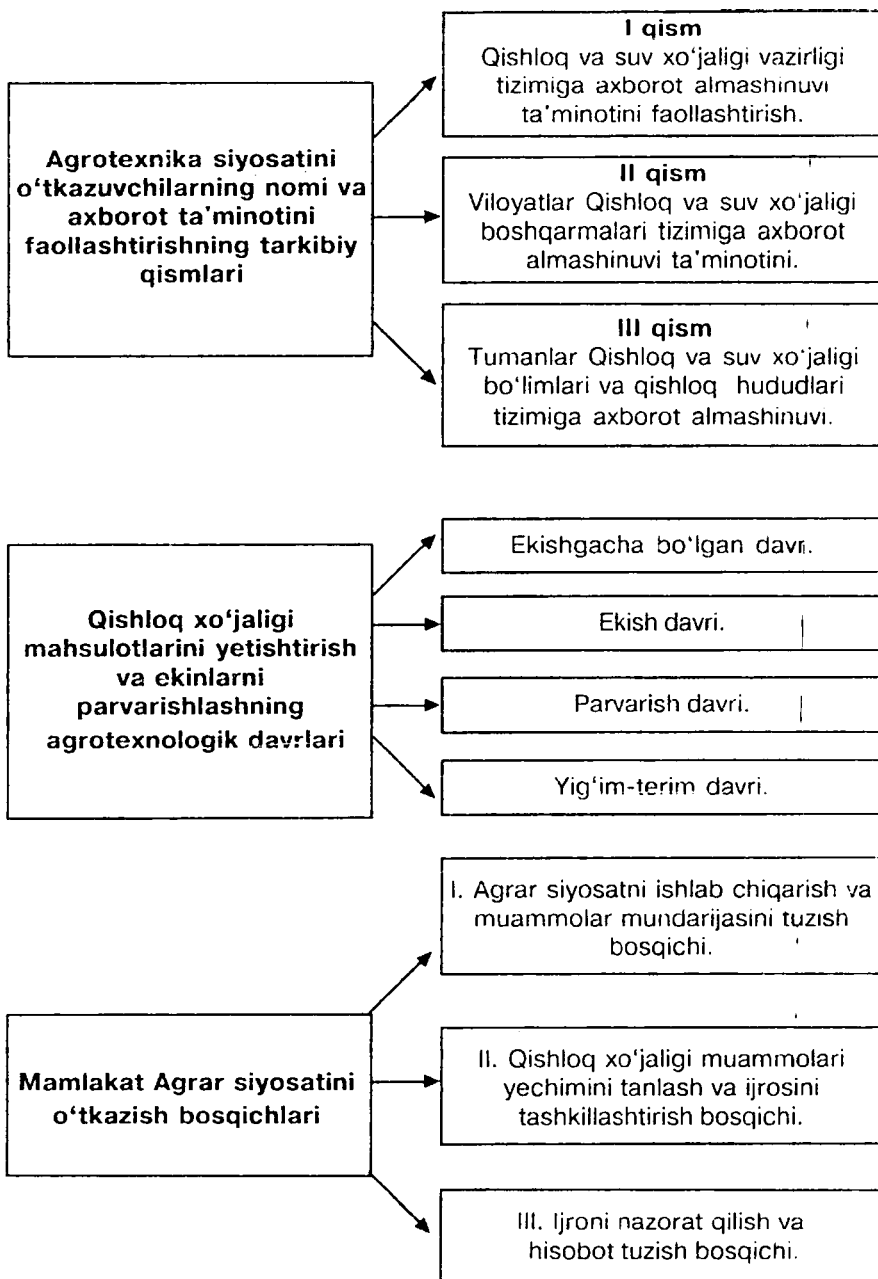 Agrotexnika siyosatini
o‘tkazuvchilarning nomi va
axborot ta'minotini
faollashtirishning tarkibiy
qismlari
I qism
Qishloq va suv xo‘jaligi vazirligi
tizimiga axborot almashinuvi
ta'minotini faollashtirish.
II qism
Viloyatlar Qishloq va suv xo‘jaligi
boshqarmalari tizimiga axborot
almashinuvi ta'minotini.
III qism
Tumanlar Qishloq va suv xo‘jaligi
bo‘limlari va qishloq hududlari
tizimiga axborot almashinuvi.
Qishloq xo‘jaligi
mahsulotlarini yetishtirish
va ekinlarni
parvarishlashning
agrotexnologik davrlari
Ekishgacha bo‘lgan davr.
Ekish davri.
Parvarish davri.
Yig‘im-terim davri.
Mamlakat Agrar siyosatini
o‘tkazish bosqichlari
I. Agrar siyosatni ishlab chiqarish va
muammolar mundarijasini tuzish
bosqichi.
II. Qishloq xo‘jaligi muammolari
yechimini tanlash va ijrosini
tashkillashtirish bosqichi.
III. Ijroni nazorat qilish va
hisobot tuzish bosqichi.